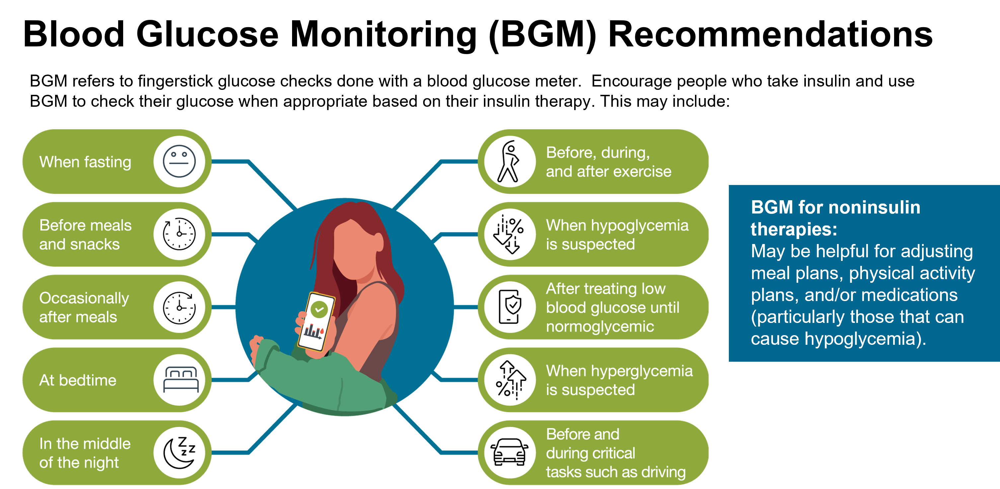 Blood Glucose Monitoring (BGM) Recommendations
BGM refers to fingerstick glucose checks done with a blood glucose meter.  Encourage people who take insulin and use
BGM to check their glucose when appropriate based on their insulin therapy. This may include:
When fasting
Before meals
and snacks
Occasionally
after meals
At bedtime
In the middle
of the night
Z
z z
Before, during,
and after exercise
%
When hypoglycemia
is suspected
After treating low
blood glucose until
normoglycemic
%
When hyperglycemia
is suspected
Before and
during critical
tasks such as driving
BGM for noninsulin
therapies:
May be helpful for adjusting
meal plans, physical activity
plans, and/or medications
(particularly those that can
cause hypoglycemia).